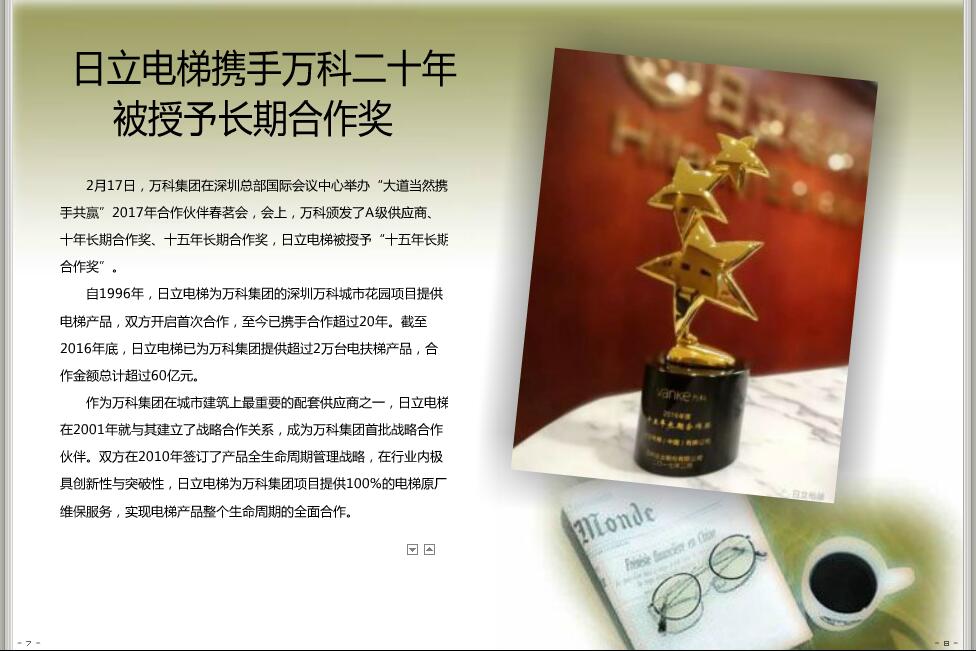 日立电梯携手万科二十年
被授予长期合作奖
2月17日，万科集团在深圳总部国际会议中心举办“大道当然携
手共赢”2017年合作伙伴春茗会，会上，万科颁发了A级供应商、
十年长期合作奖、十五年长期合作奖，日立电梯被授予“十五年长期
合作奖”。
自1996年，日立电梯为万科集团的深圳万科城市花园项目提供
电梯产品，双方开启首次合作，至今已携手合作超过20年。截至
2016年底，日立电梯已为万科集团提供超过2万台电扶梯产品，合
作金额总计超过60亿元。
作为万科集团在城市建筑上最重要的配套供应商之一，日立电梯
在2001年就与其建立了战略合作关系，成为万科集团首批战略合作
伙伴。双方在2010年签订了产品全生命周期管理战略，在行业内极
具创新性与突破性，日立电梯为万科集团项目提供100%的电梯原厂
维保服务，实现电梯产品整个生命周期的全面合作。
日立
vanke万科
2016年度
十五年长期合作奖
二〇一七年二月
日立电梯
Monde
Frénésie financière en Chine
- 7 -
- 8 -